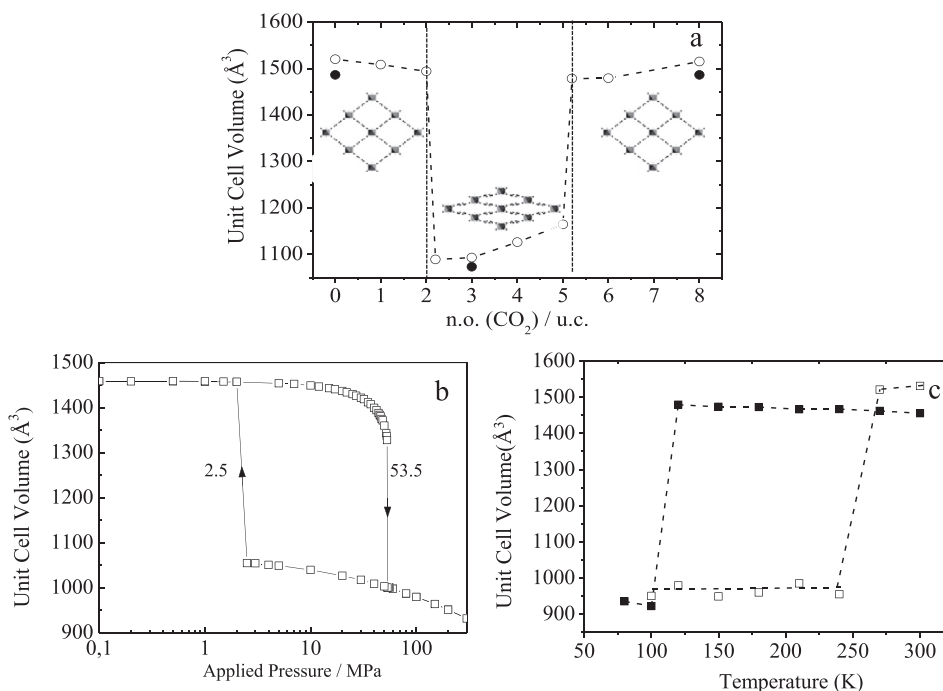 a
Unit Cell Volume (Å³)
1600
1500
1400
1300
1200
1100
0 1 2 3 4 5 6 7 8
n.o. (CO₂) / u.c.
b
Unit Cell Volume (Å³)
1500
1400
1300
1200
1100
1000
900
2.5
53.5
0,1 1 10 100
Applied Pressure / MPa
c
Unit Cell Volume(Å³)
1600
1500
1400
1300
1200
1100
1000
900
50 100 150 200 250 300
Temperature (K)